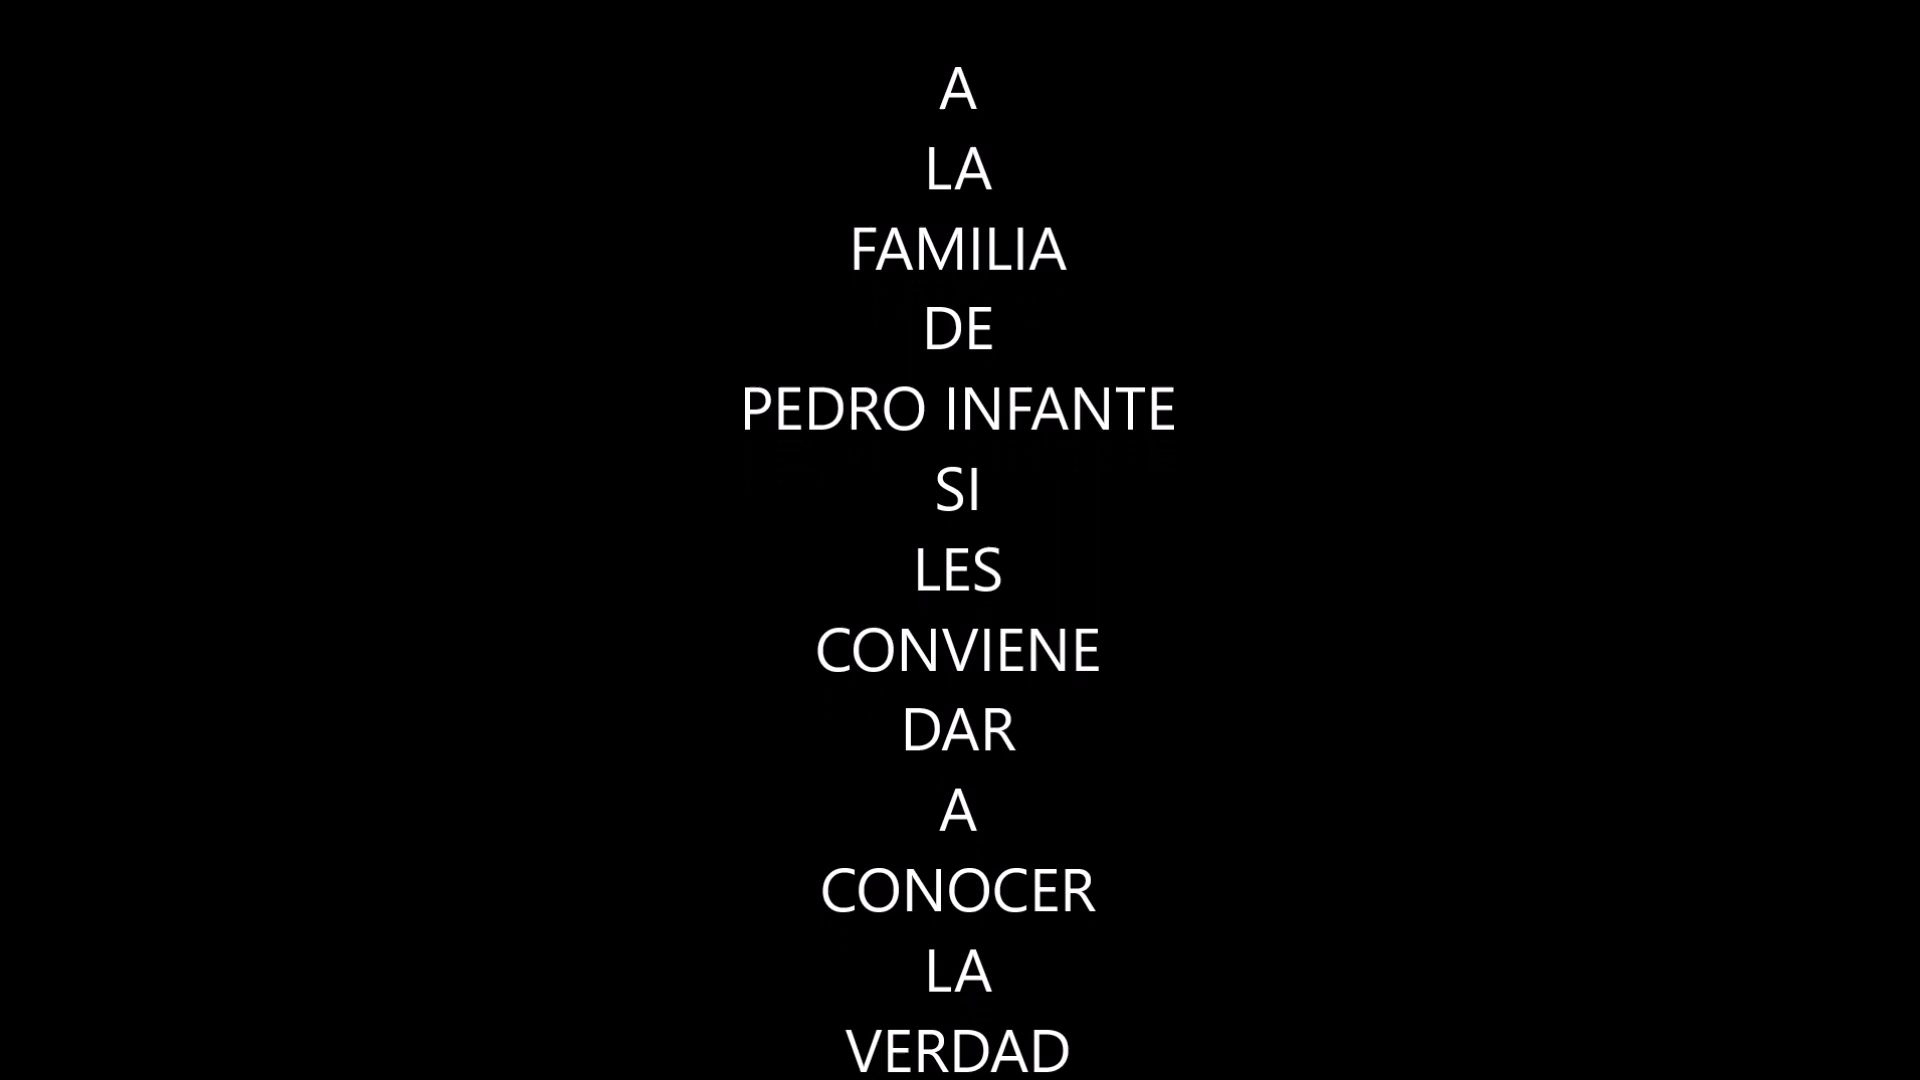 A
LA
FAMILIA
DE
PEDRO INFANTE
SI
LES
CONVIENE
DAR
A
CONOCER
LA
VERDAD